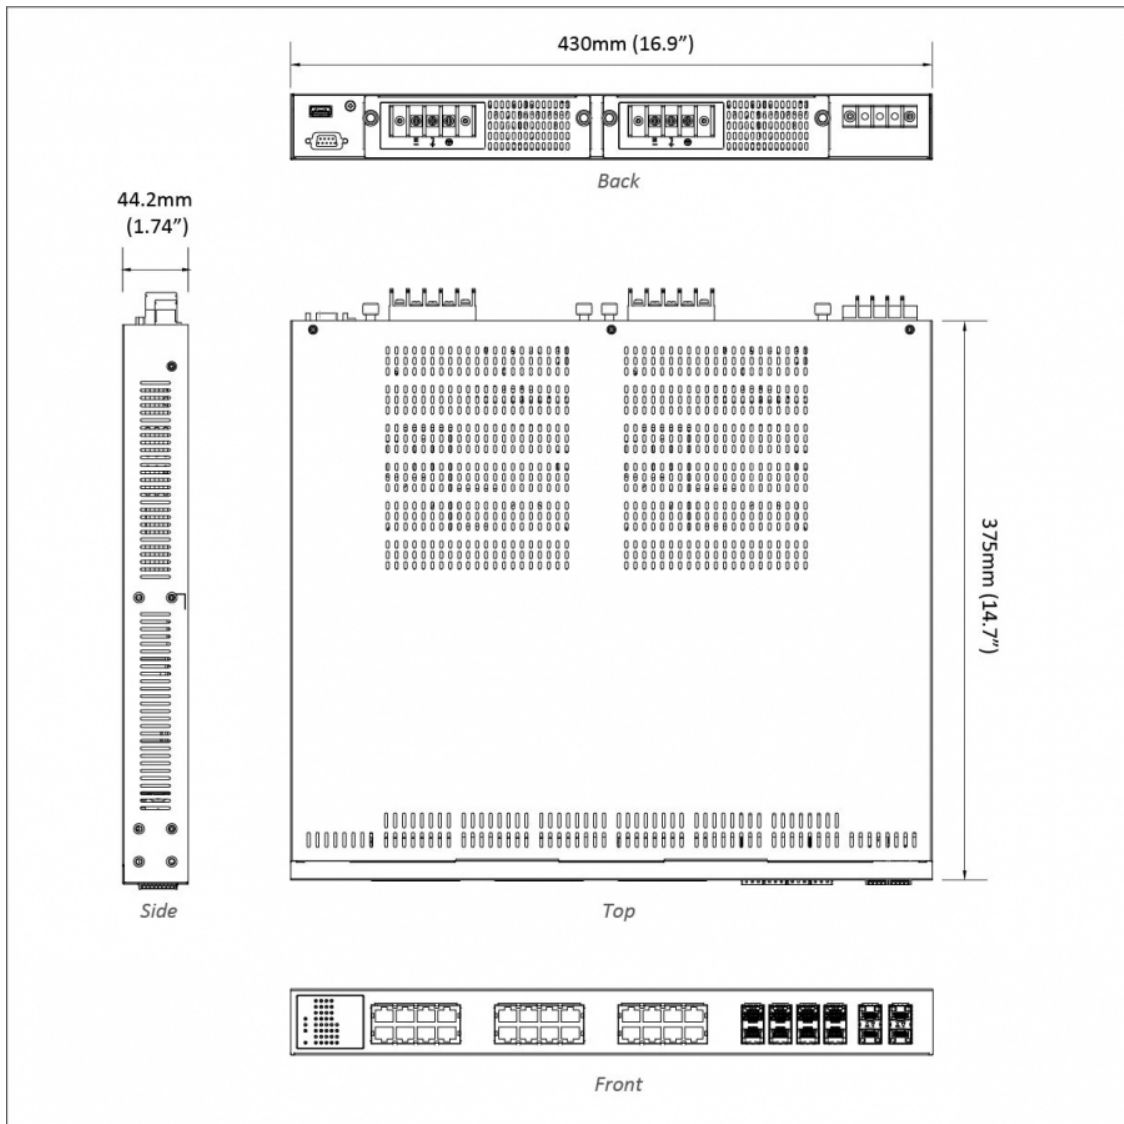 430mm (16.9”)
Back
44.2mm
(1.74”)
375mm (14.7”)
Side
Top
Front